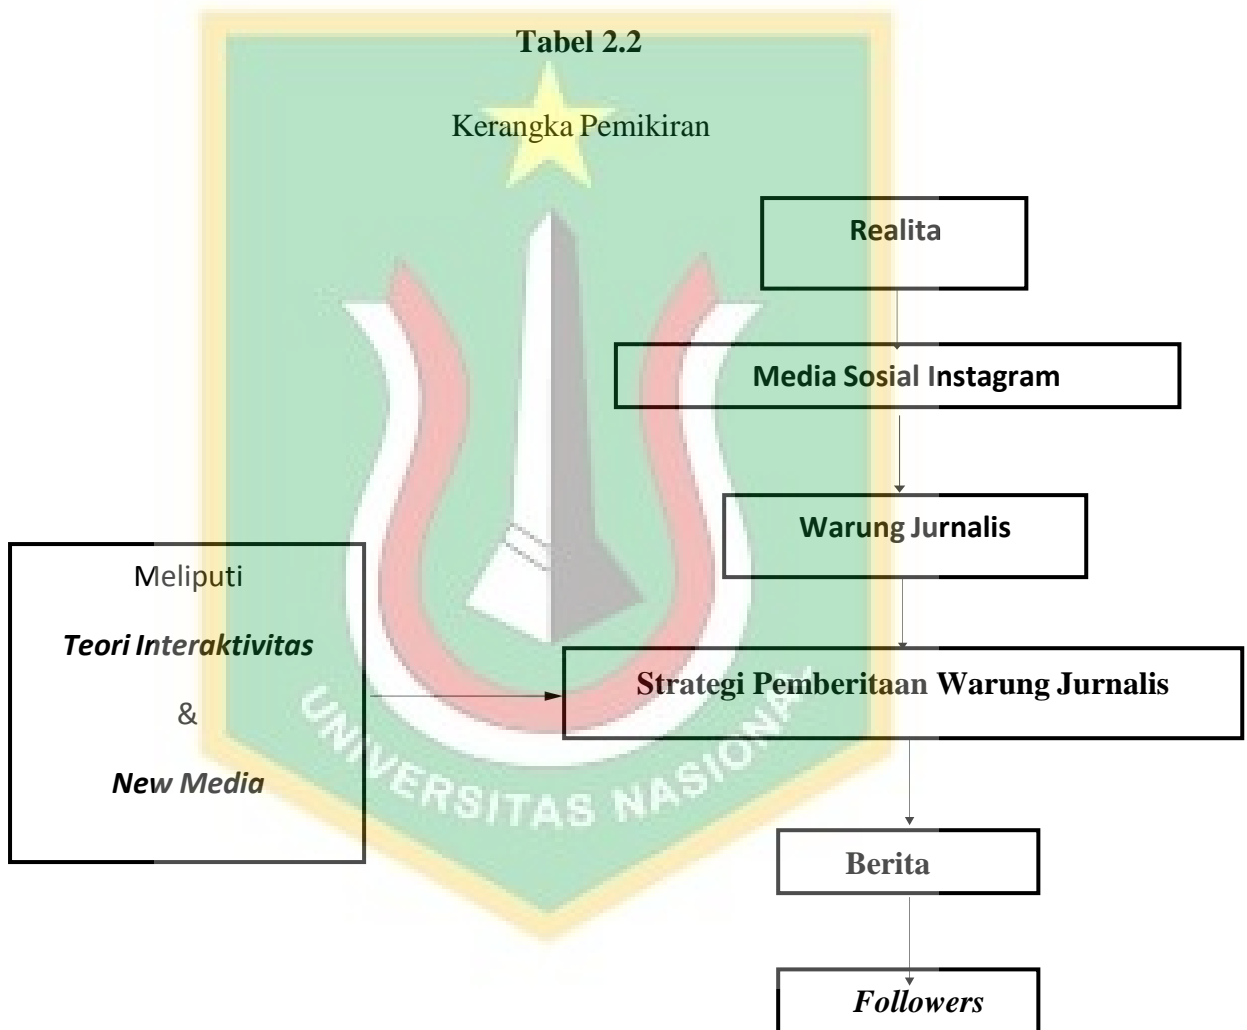 Tabel 2.2
Kerangka Pemikiran
Realita
Media Sosial Instagram
Warung Jurnalis
Meliputi
Teori Interaktivitas
&
New Media
Strategi Pemberitaan Warung Jurnalis
Berita
Followers
UNIVERSITAS NASIONAL